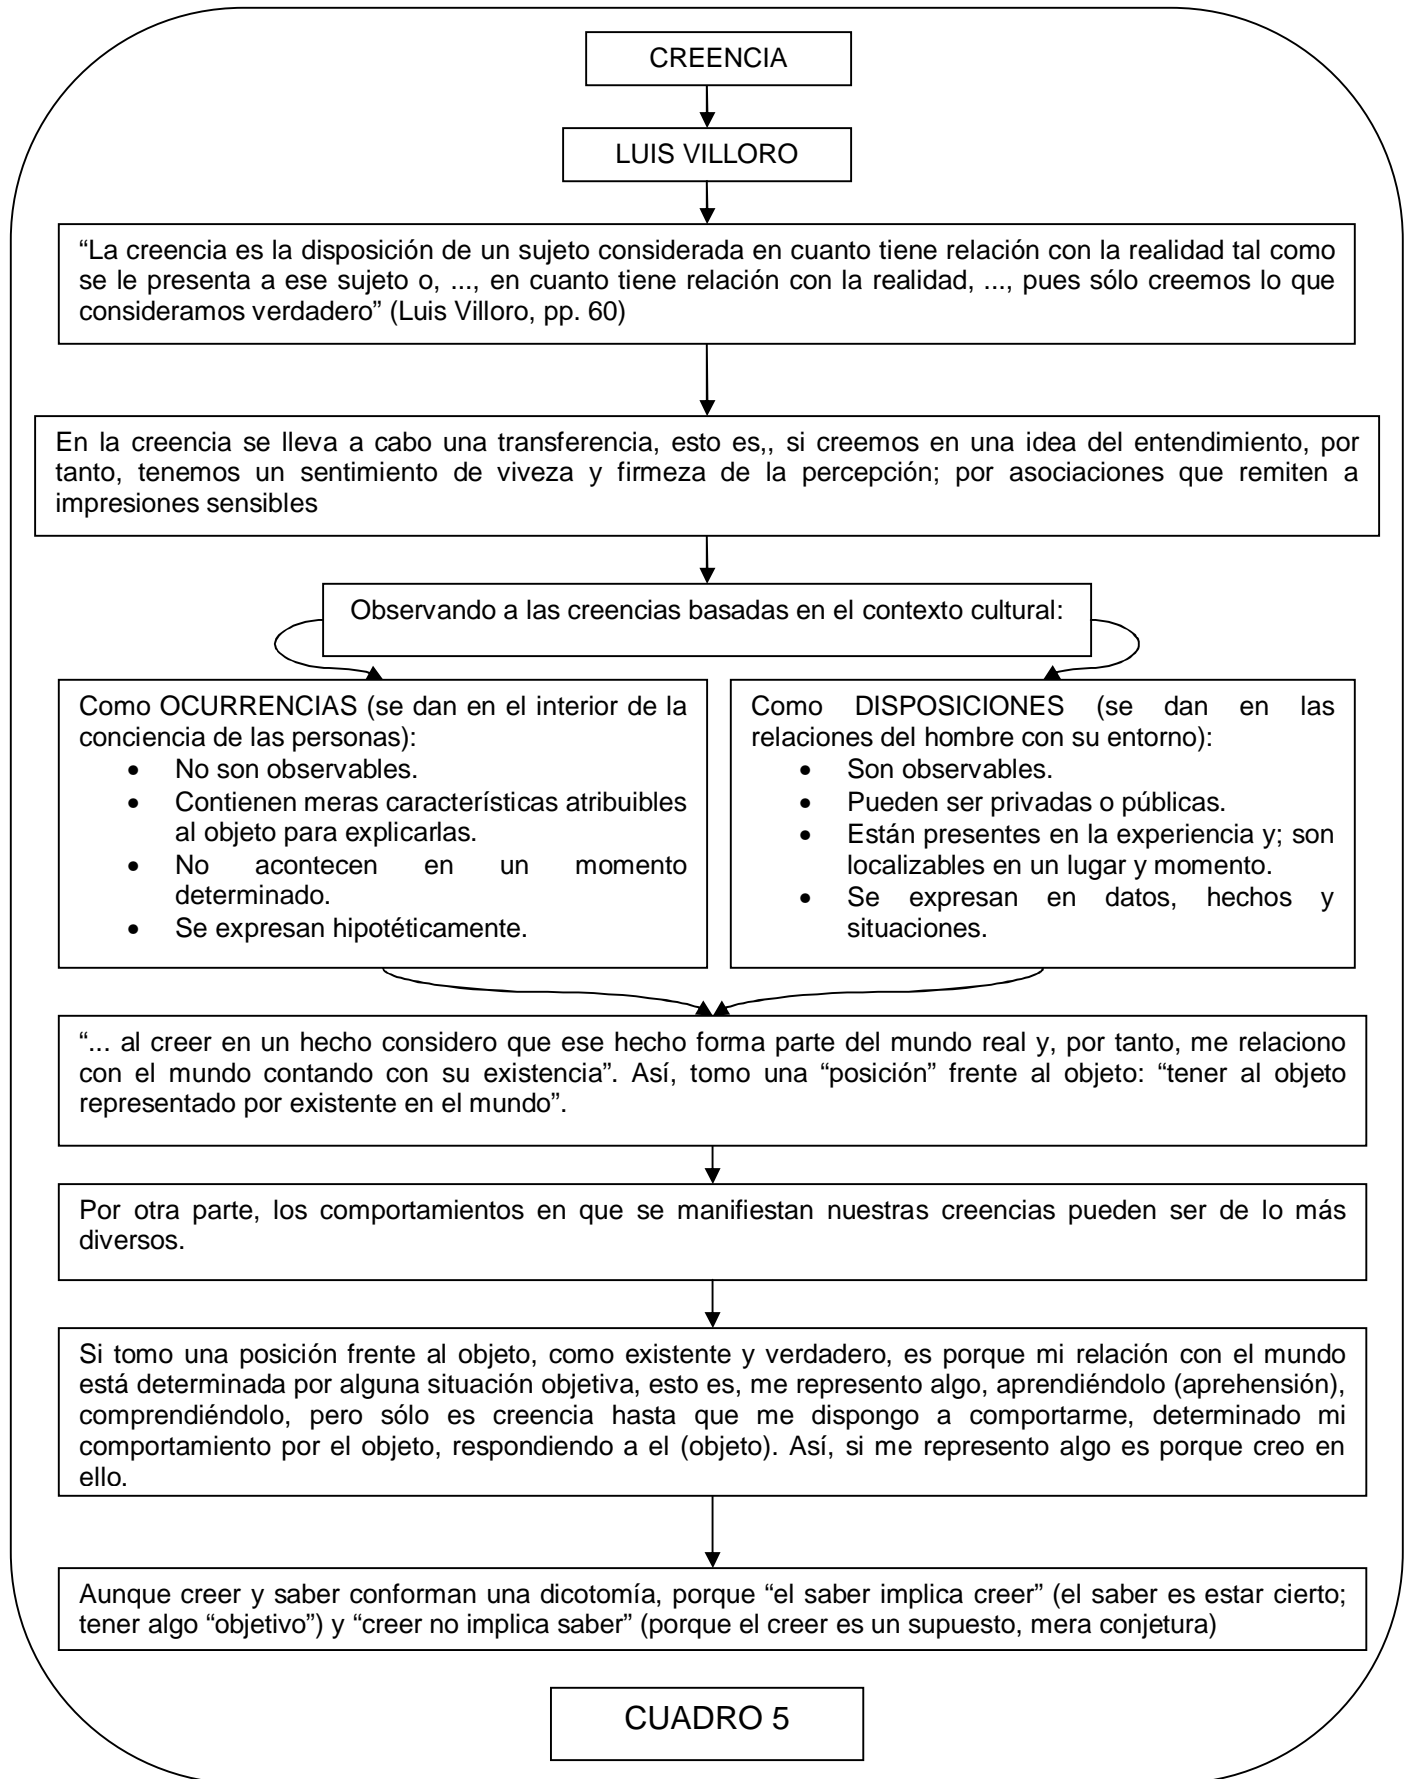 CREENCIA
LUIS VILLORO
“La creencia es la disposición de un sujeto considerada en cuanto tiene relación con la realidad tal como
se le presenta a ese sujeto o, ..., en cuanto tiene relación con la realidad, ..., pues sólo creemos lo que
consideramos verdadero” (Luis Villoro, pp. 60)
En la creencia se lleva a cabo una transferencia, esto es,, si creemos en una idea del entendimiento, por
tanto, tenemos un sentimiento de viveza y firmeza de la percepción; por asociaciones que remiten a
impresiones sensibles
Observando a las creencias basadas en el contexto cultural:
Como OCURRENCIAS (se dan en el interior de la
conciencia de las personas):
• No son observables.
• Contienen meras características atribuibles
al objeto para explicarlas.
• No acontecen en un momento
determinado.
• Se expresan hipotéticamente.
Como DISPOSICIONES (se dan en las
relaciones del hombre con su entorno):
• Son observables.
• Pueden ser privadas o públicas.
• Están presentes en la experiencia y; son
localizables en un lugar y momento.
• Se expresan en datos, hechos y
situaciones.
“... al creer en un hecho considero que ese hecho forma parte del mundo real y, por tanto, me relaciono
con el mundo contando con su existencia”. Así, tomo una “posición” frente al objeto: “tener al objeto
representado por existente en el mundo”.
Por otra parte, los comportamientos en que se manifiestan nuestras creencias pueden ser de lo más
diversos.
Si tomo una posición frente al objeto, como existente y verdadero, es porque mi relación con el mundo
está determinada por alguna situación objetiva, esto es, me represento algo, aprendiéndolo (aprehensión),
comprendiéndolo, pero sólo es creencia hasta que me dispongo a comportarme, determinado mi
comportamiento por el objeto, respondiendo a el (objeto). Así, si me represento algo es porque creo en
ello.
Aunque creer y saber conforman una dicotomía, porque “el saber implica creer” (el saber es estar cierto;
tener algo “objetivo”) y “creer no implica saber” (porque el creer es un supuesto, mera conjetura)
CUADRO 5